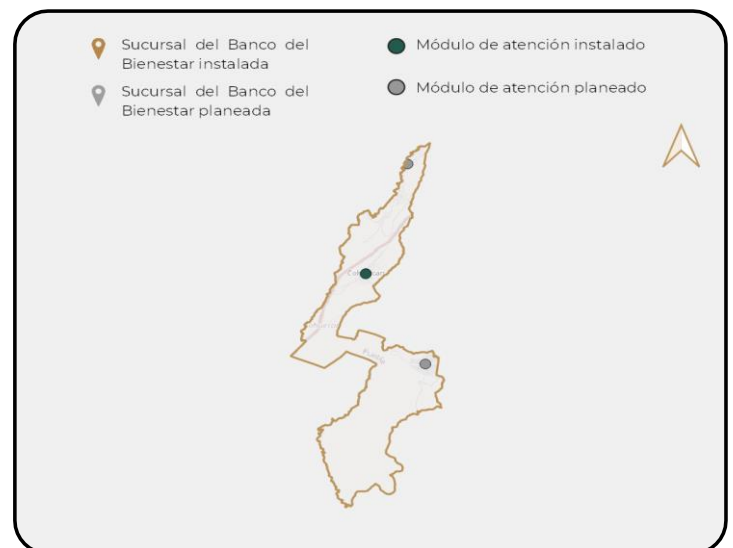 Sucursal del Banco del
Bienestar instalada
Sucursal del Banco del
Bienestar planeada
Módulo de atención instalado
Módulo de atención planeado